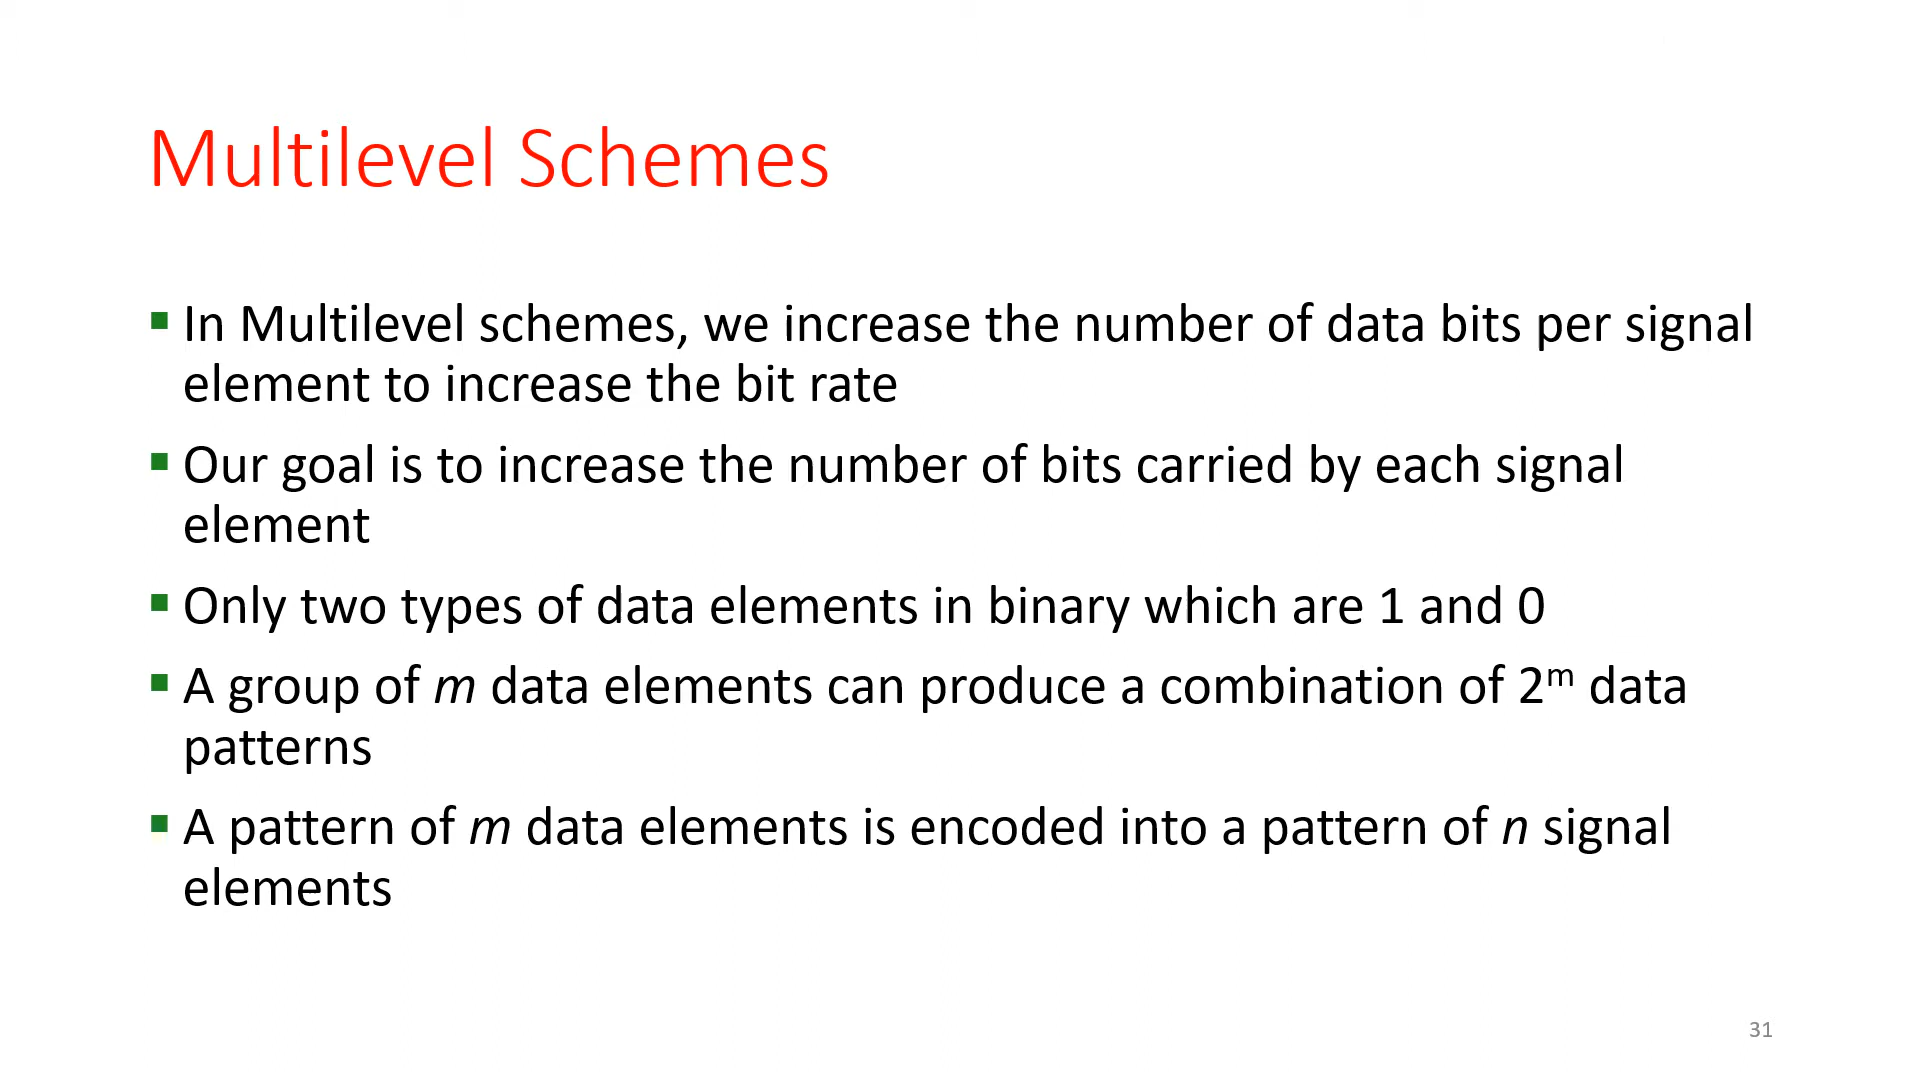 Multilevel Schemes
▪ In Multilevel schemes, we increase the number of data bits per signal
element to increase the bit rate
▪ Our goal is to increase the number of bits carried by each signal
element
▪ Only two types of data elements in binary which are 1 and 0
▪ A group of m data elements can produce a combination of 2ᵐ data
patterns
▪ A pattern of m data elements is encoded into a pattern of n signal
elements
31